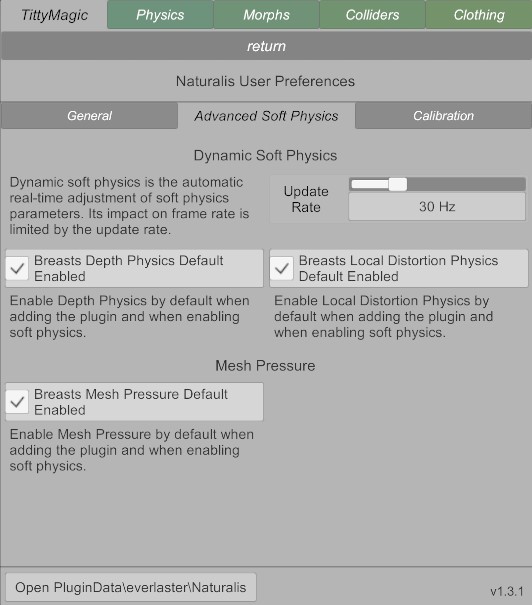 TittyMagic
Physics
Morphs
Colliders
Clothing
return
Naturalis User Preferences
General
Advanced Soft Physics
Calibration
Dynamic Soft Physics
Dynamic soft physics is the automatic
real-time adjustment of soft physics
parameters. Its impact on frame rate is
limited by the update rate.
Update
Rate
30 Hz
Breasts Depth Physics Default
Enabled
Enable Depth Physics by default when
adding the plugin and when enabling
soft physics.
Breasts Local Distortion Physics
Default Enabled
Enable Local Distortion Physics by
default when adding the plugin and
when enabling soft physics.
Mesh Pressure
Breasts Mesh Pressure Default
Enabled
Enable Mesh Pressure by default when
adding the plugin and when enabling
soft physics.
Open PluginData\everlaster\Naturalis
v1.3.1